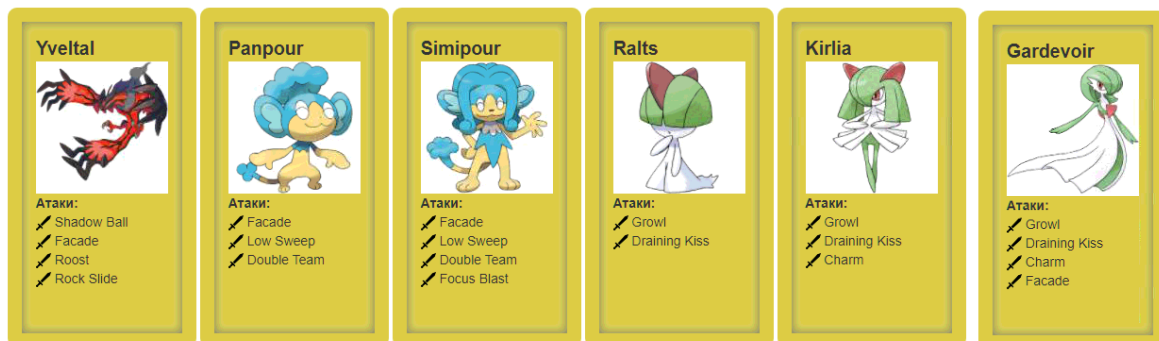 Yveltal
Атаки:
Shadow Ball
Facade
Roost
Rock Slide
Panpour
Атаки:
Facade
Low Sweep
Double Team
Simipour
Атаки:
Facade
Low Sweep
Double Team
Focus Blast
Ralts
Атаки:
Growl
Draining Kiss
Kirlia
Атаки:
Growl
Draining Kiss
Charm
Gardevoir
Атаки:
Growl
Draining Kiss
Charm
Facade